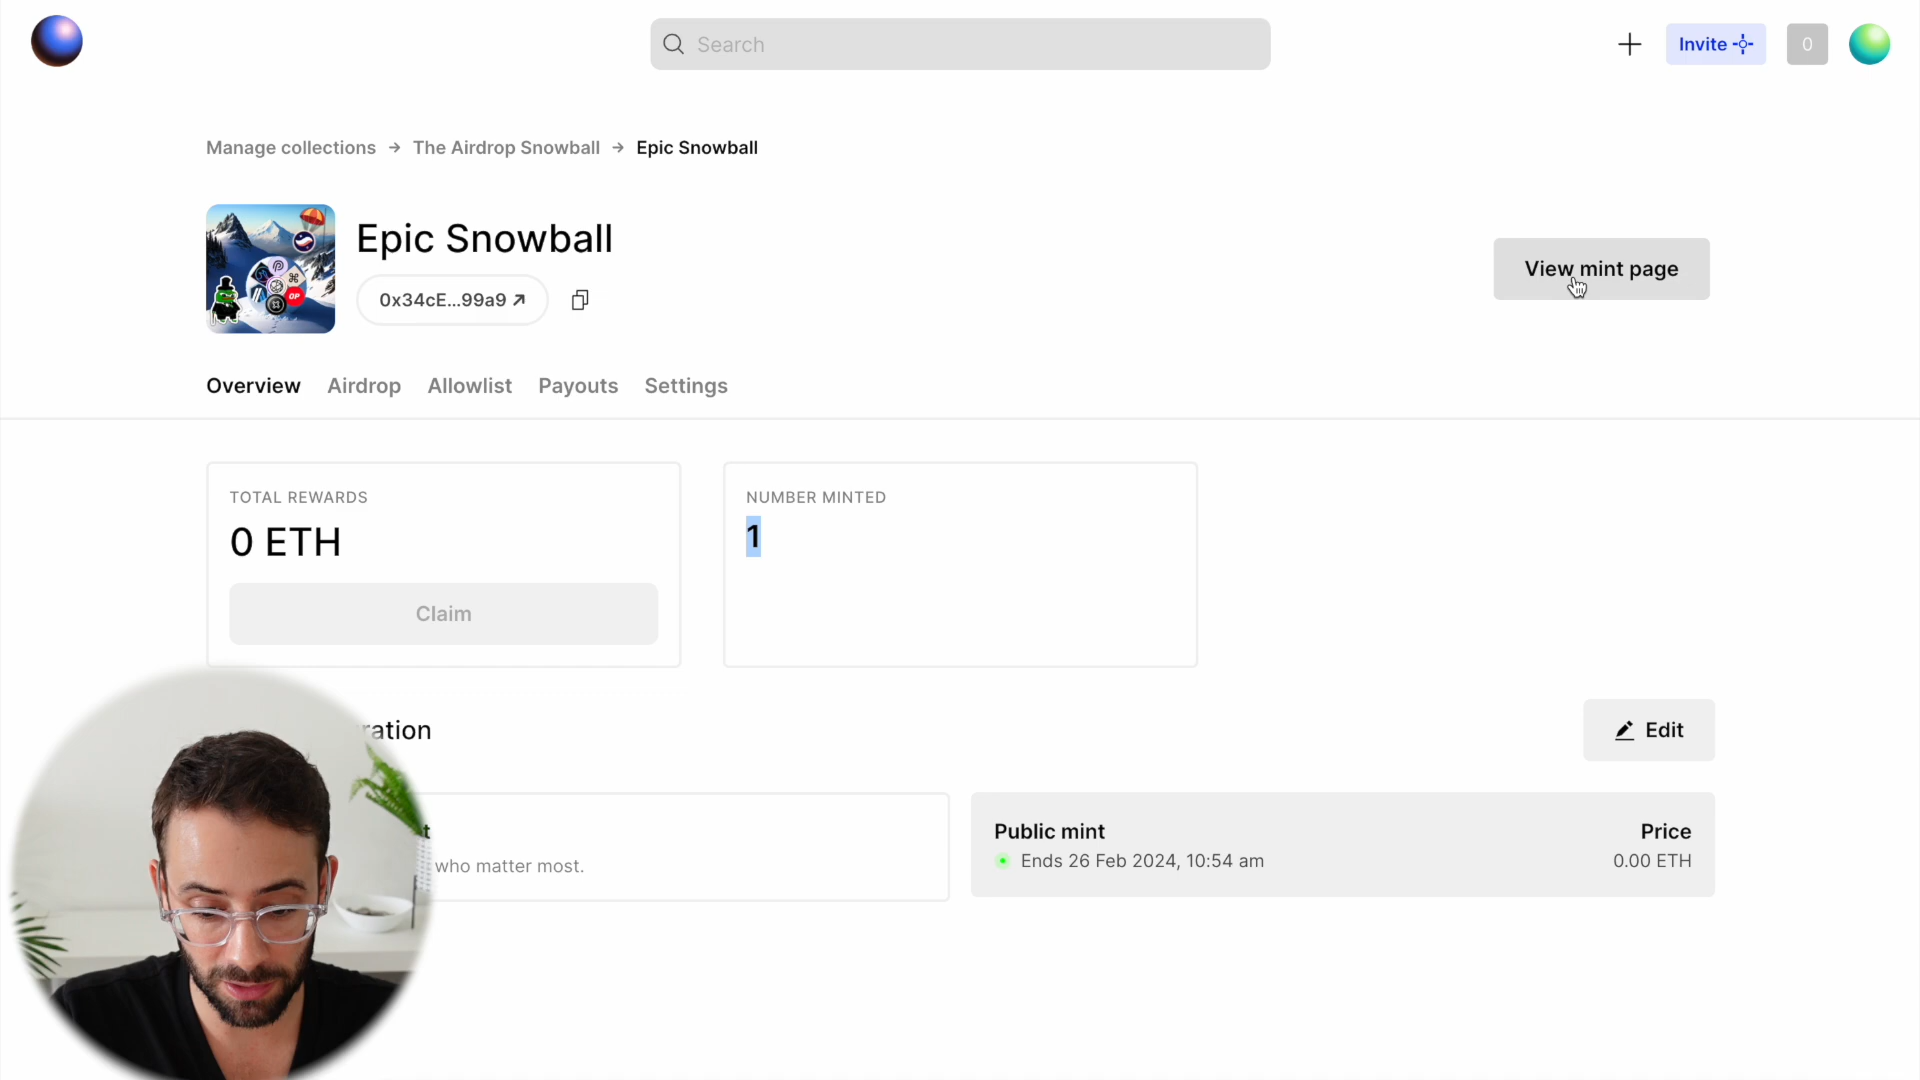 Search
Invite
0
Manage collections → The Airdrop Snowball → Epic Snowball
Epic Snowball
0x34cE...99a9 ↗
View mint page
OP
Overview Airdrop Allowlist Payouts Settings
TOTAL REWARDS
0 ETH
Claim
NUMBER MINTED
1
ration
Edit
t
who matter most.
Public mint
Ends 26 Feb 2024, 10:54 am
Price
0.00 ETH